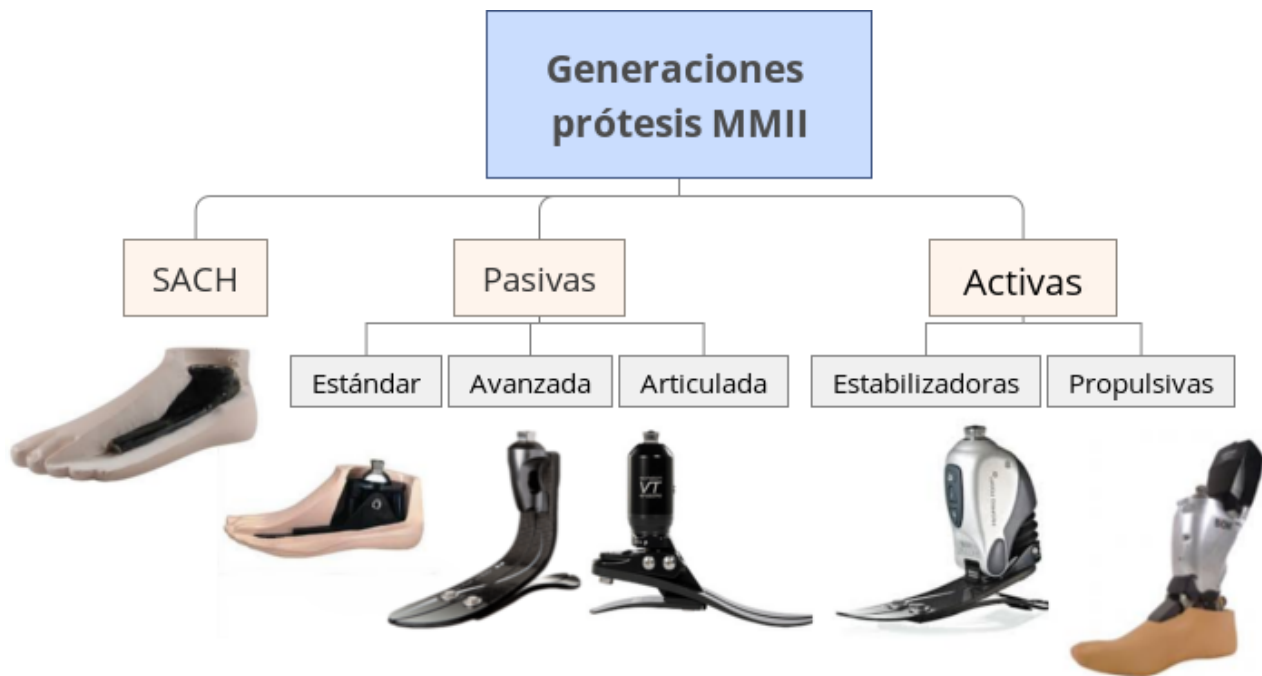 Generaciones
prótesis MMII
SACH
Pasivas
Activas
Estándar
Avanzada
Articulada
Estabilizadoras
Propulsivas
VT